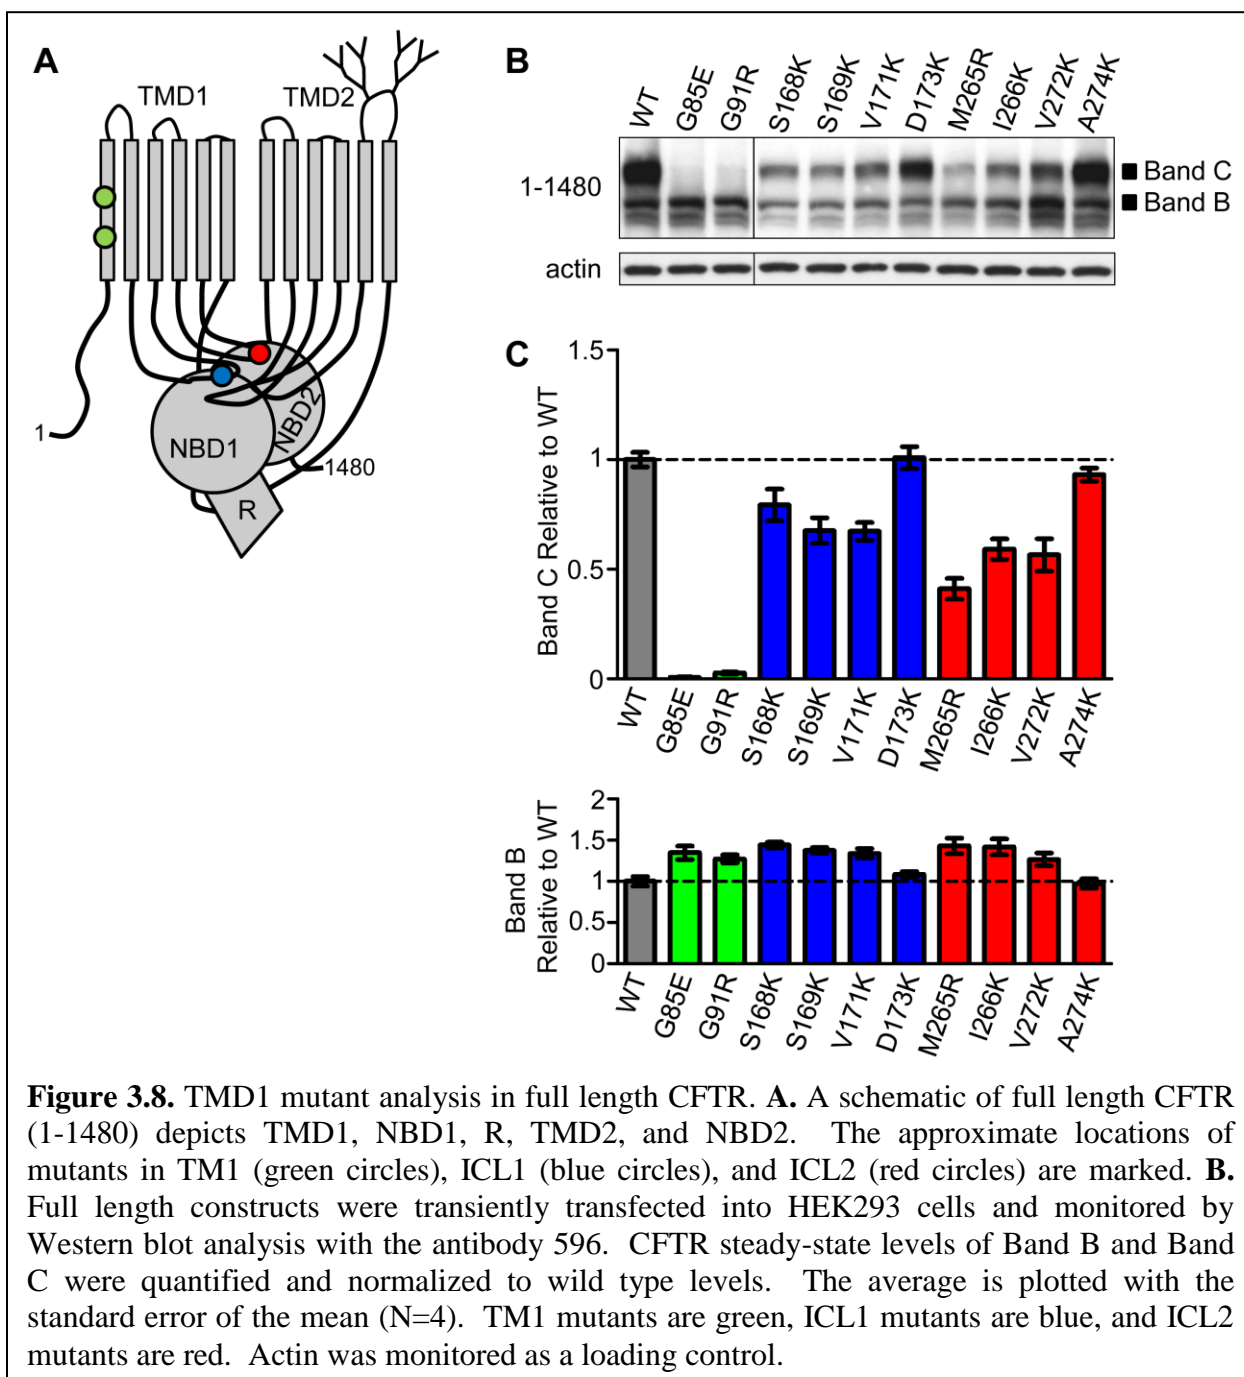 A
TMD1
TMD2
NBD1
NBD2
R
1
1480
B
WT
G85E
G91R
S168K
S169K
V171K
D173K
M265R
I266K
V272K
A274K
1-1480
Band C
Band B
actin
C
Band C Relative to WT
1.5
1
0.5
0
WT
G85E
G91R
S168K
S169K
V171K
D173K
M265R
I266K
V272K
A274K
Band B
Relative to WT
2
1.5
1
0.5
0
WT
G85E
G91R
S168K
S169K
V171K
D173K
M265R
I266K
V272K
A274K
Figure 3.8. TMD1 mutant analysis in full length CFTR. A. A schematic of full length CFTR
(1-1480) depicts TMD1, NBD1, R, TMD2, and NBD2. The approximate locations of
mutants in TM1 (green circles), ICL1 (blue circles), and ICL2 (red circles) are marked. B.
Full length constructs were transiently transfected into HEK293 cells and monitored by
Western blot analysis with the antibody 596. CFTR steady-state levels of Band B and Band
C were quantified and normalized to wild type levels. The average is plotted with the
standard error of the mean (N=4). TM1 mutants are green, ICL1 mutants are blue, and ICL2
mutants are red. Actin was monitored as a loading control.